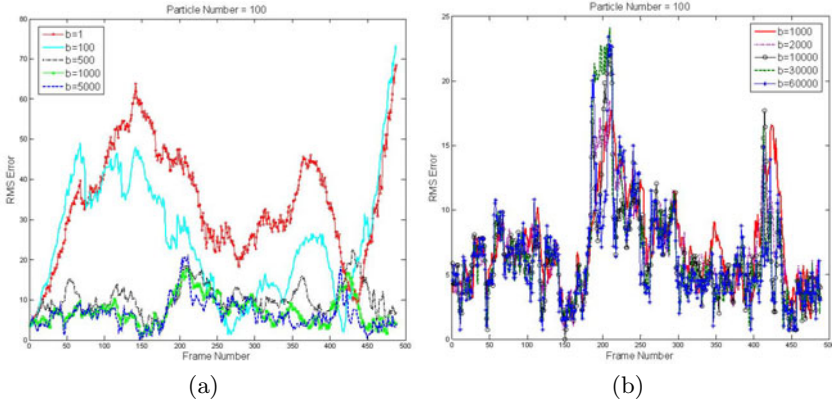 Particle Number = 100
80
70
60
50
40
30
20
10
0
RMS Error
b=1
b=100
b=500
b=1000
b=5000
0 50 100 150 200 250 300 350 400 450 500
Frame Number
(a)
Particle Number = 100
25
20
15
10
5
0
RMS Error
b=1000
b=2000
b=10000
b=30000
b=60000
0 50 100 150 200 250 300 350 400 450 500
Frame Number
(b)